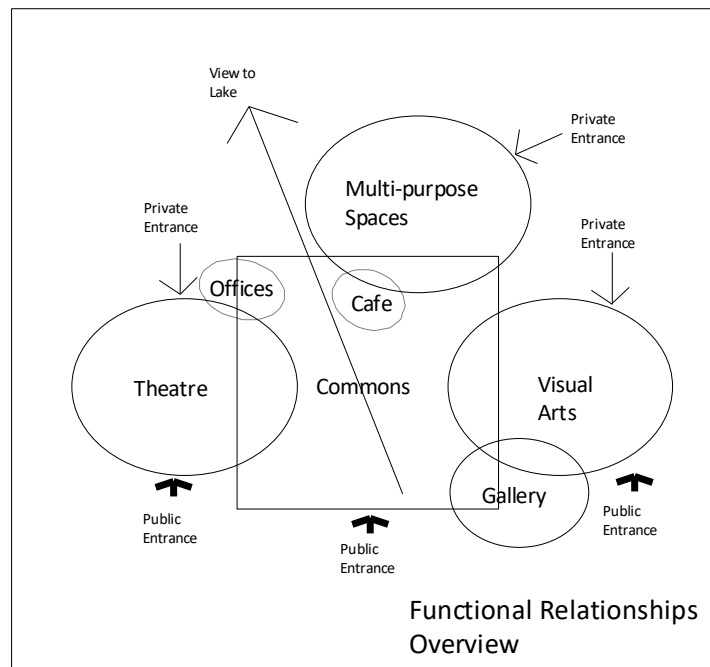 View to
Lake
Private
Entrance
Multi-purpose
Spaces
Private
Entrance
Private
Entrance
Offices
Cafe
Theatre
Commons
Visual
Arts
Gallery
Public
Entrance
Public
Entrance
Public
Entrance
Functional Relationships
Overview